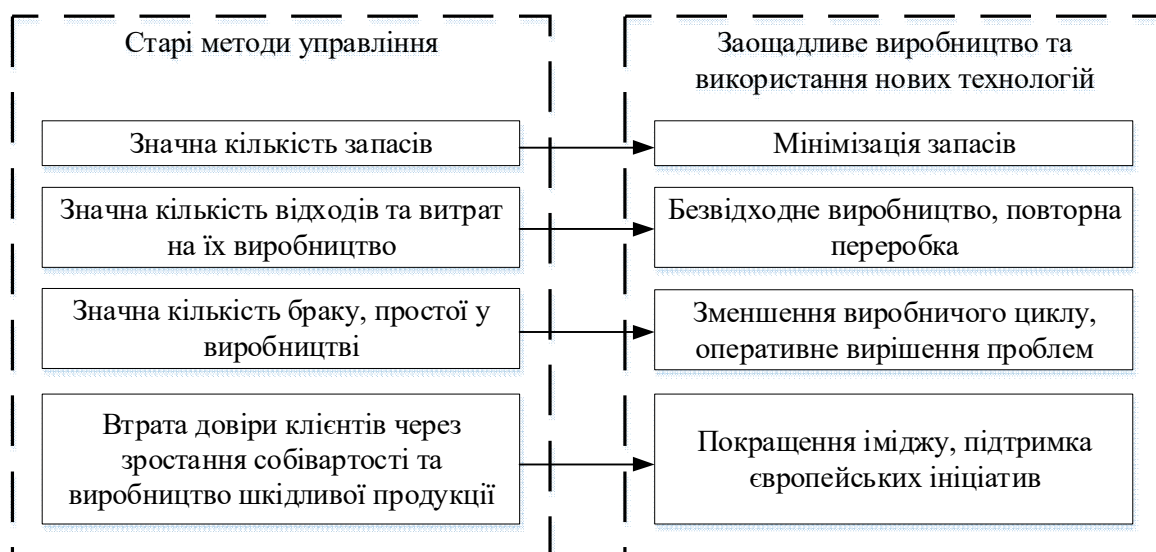 Старі методи управління
Значна кількість запасів
Значна кількість відходів та витрат
на їх виробництво
Значна кількість браку, простої у
виробництві
Втрата довіри клієнтів через
зростання собівартості та
виробництво шкідливої продукції
Заощадливе виробництво та
використання нових технологій
Мінімізація запасів
Безвідходне виробництво, повторна
переробка
Зменшення виробничого циклу,
оперативне вирішення проблем
Покращення іміджу, підтримка
європейських ініціатив